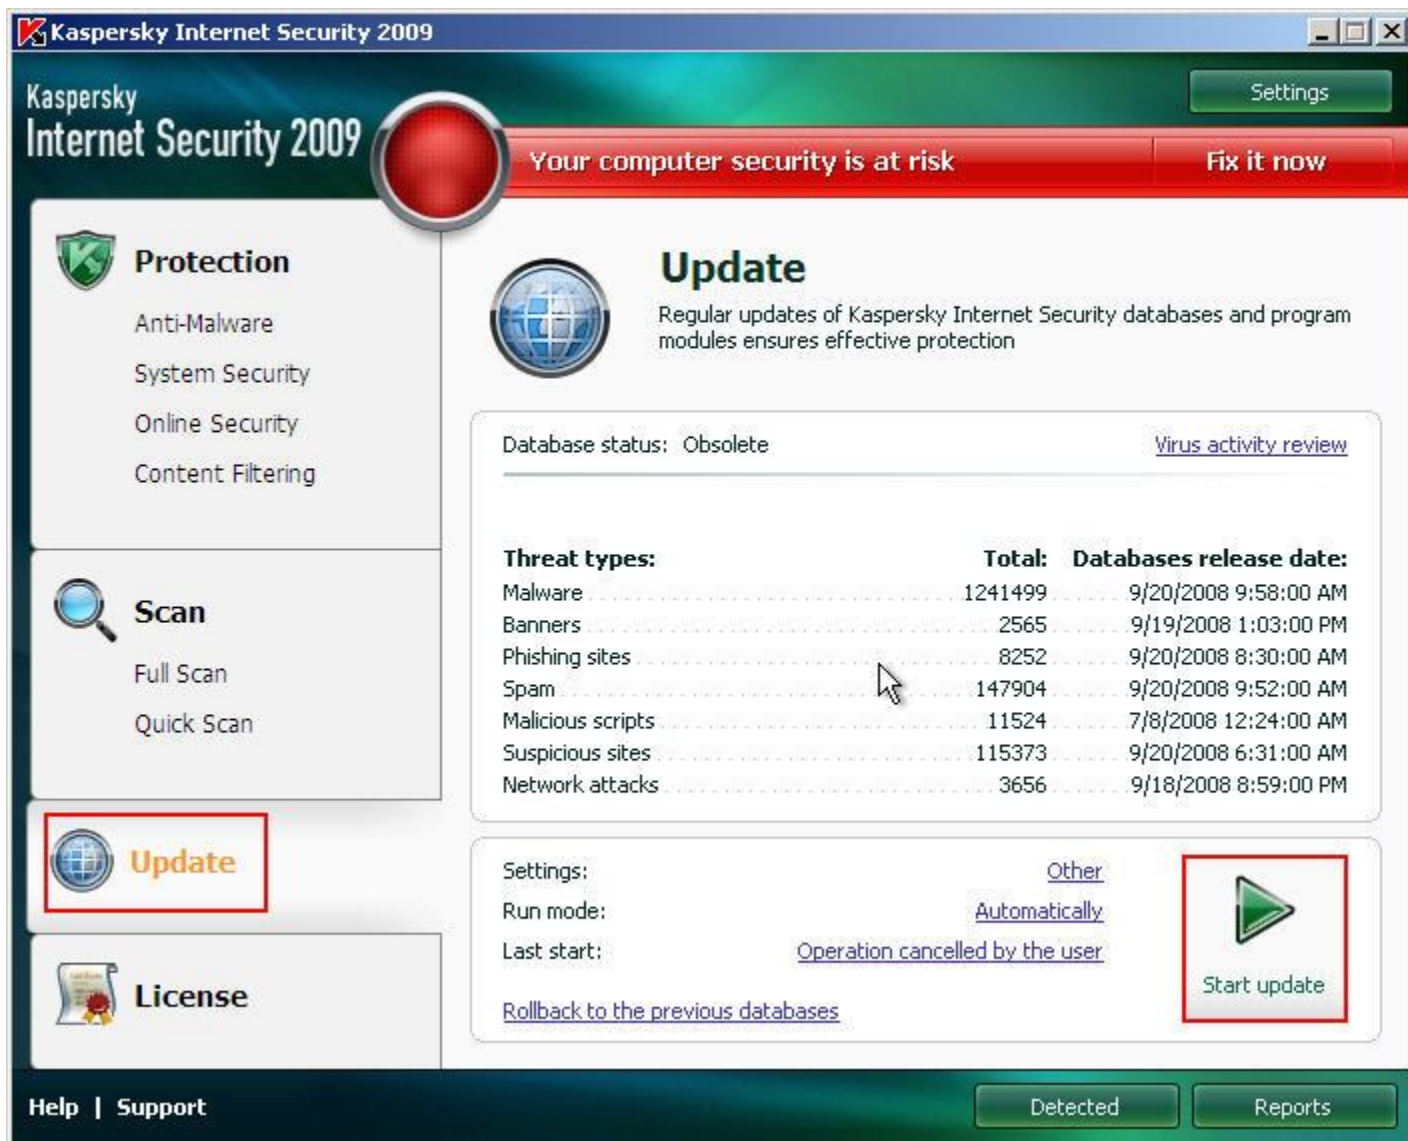 Kaspersky Internet Security 2009
Kaspersky
Internet Security 2009
Settings
Your computer security is at risk
Fix it now
Protection
Anti-Malware
System Security
Online Security
Content Filtering
Scan
Full Scan
Quick Scan
Update
License
Update
Regular updates of Kaspersky Internet Security databases and program
modules ensures effective protection
Database status: Obsolete Virus activity review
Threat types: Total: Databases release date:
Malware 1241499 9/20/2008 9:58:00 AM
Banners 2565 9/19/2008 1:03:00 PM
Phishing sites 8252 9/20/2008 8:30:00 AM
Spam 147904 9/20/2008 9:52:00 AM
Malicious scripts 11524 7/8/2008 12:24:00 AM
Suspicious sites 115373 9/20/2008 6:31:00 AM
Network attacks 3656 9/18/2008 8:59:00 PM
Settings: Other
Run mode: Automatically
Last start: Operation cancelled by the user
Rollback to the previous databases
Start update
Help | Support
Detected
Reports